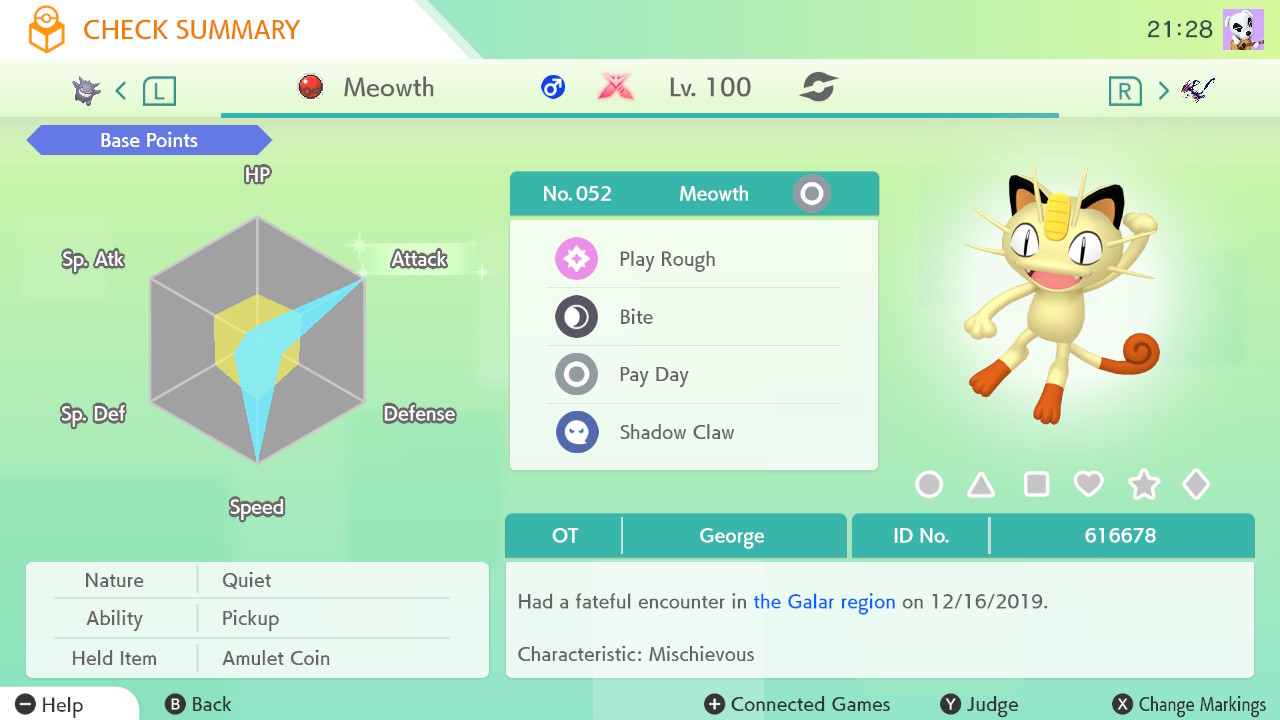 CHECK SUMMARY
21:28
L
Meowth
Lv. 100
R
Base Points
HP
Sp. Atk
Attack
Sp. Def
Defense
Speed
No. 052 Meowth
Play Rough
Bite
Pay Day
Shadow Claw
OT George
ID No. 616678
Nature Quiet
Ability Pickup
Held Item Amulet Coin
Had a fateful encounter in the Galar region on 12/16/2019.
Characteristic: Mischievous
Help
B Back
Connected Games
Y Judge
X Change Markings